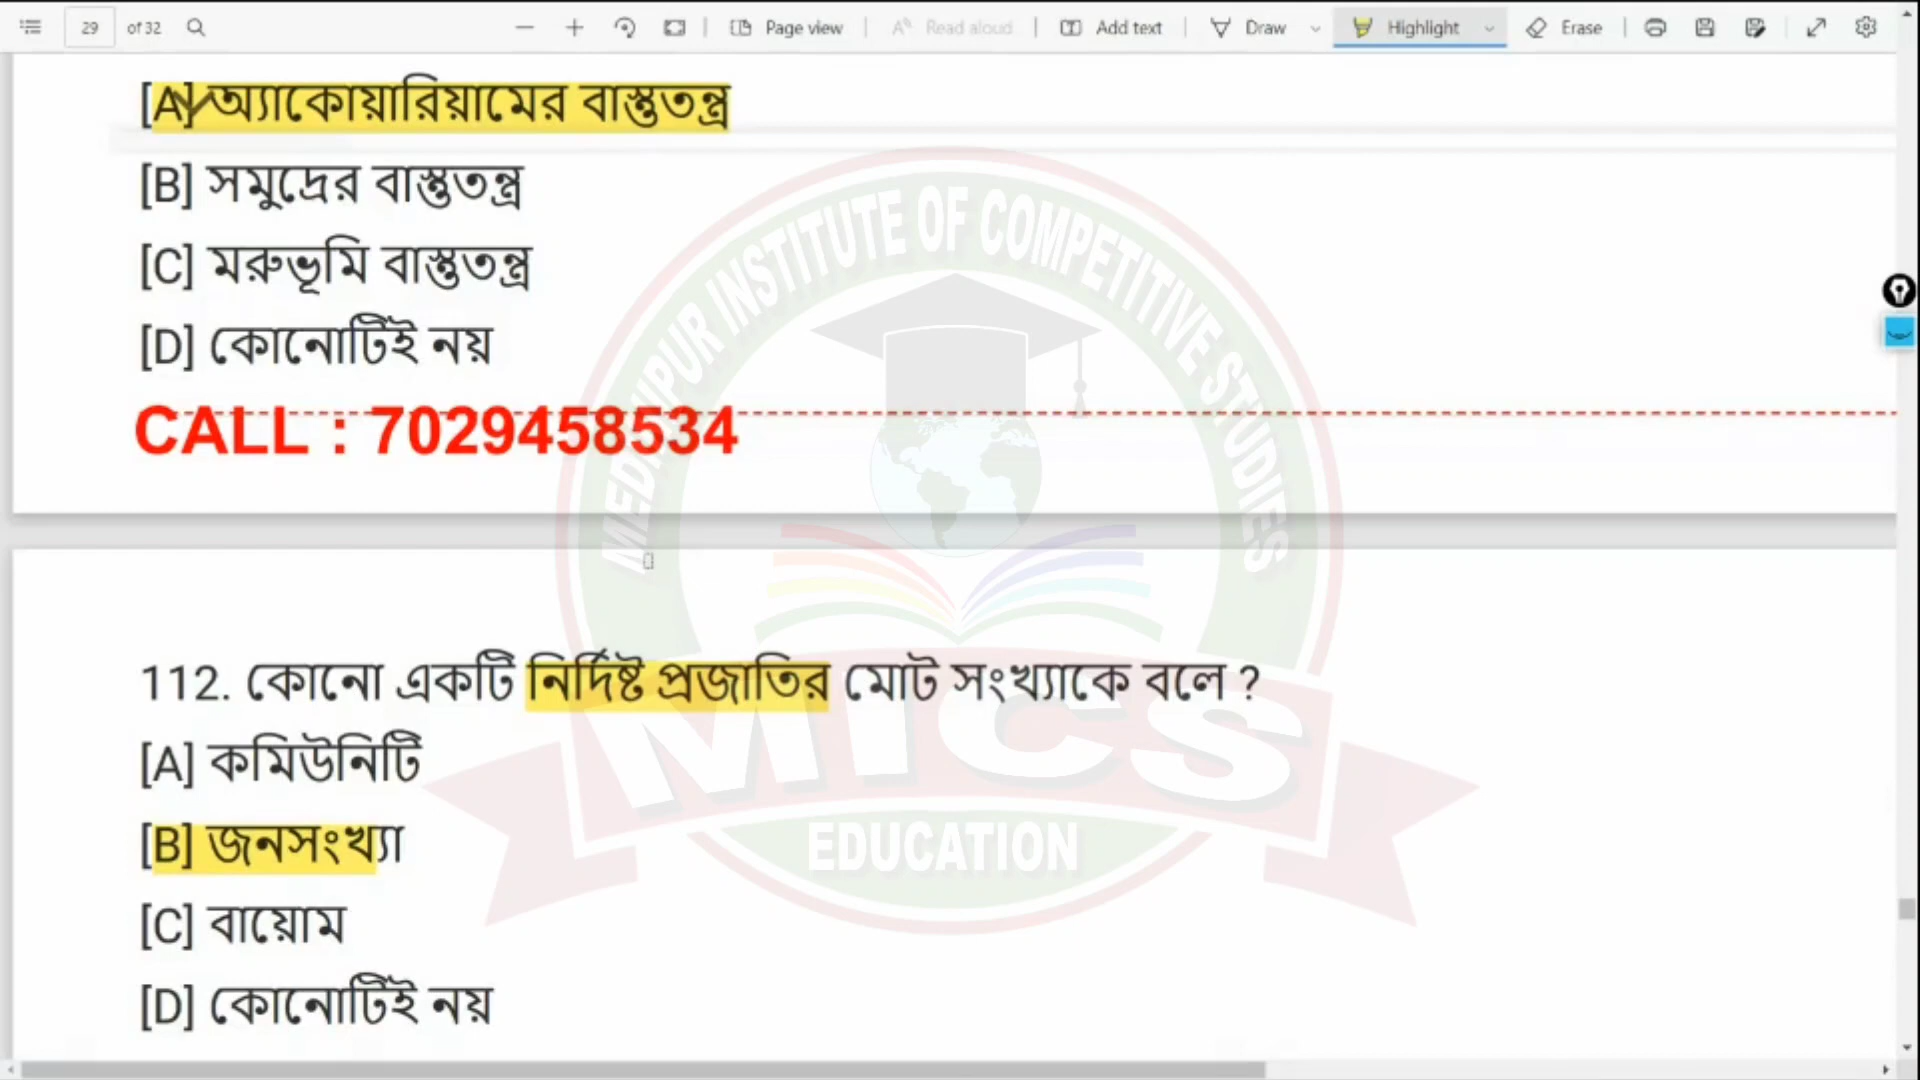 29 of 32 Page view Read aloud Add text Draw Highlight Erase
[A] অ্যাকোয়ারিয়ামের বাস্তুতন্ত্র
[B] সমুদ্রের বাস্তুতন্ত্র
[C] মরুভূমি বাস্তুতন্ত্র
[D] কোনোটিই নয়
CALL : 7029458534
MEDINIPUR INSTITUTE OF COMPETITIVE STUDIES
112. কোনো একটি নির্দিষ্ট প্রজাতির মোট সংখ্যাকে বলে ?
[A] কমিউনিটি
[B] জনসংখ্যা
[C] বায়োম
[D] কোনোটিই নয়
MICS
EDUCATION